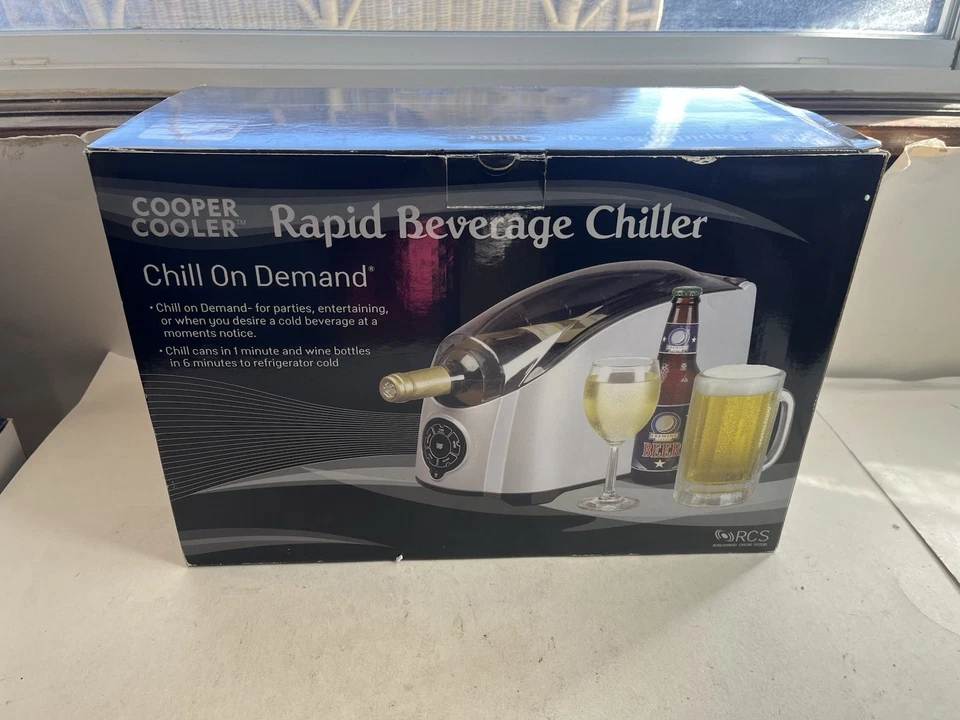 COOPER
COOLER™
Rapid Beverage Chiller
Chill On Demand®
• Chill on Demand- for parties, entertaining,
or when you desire a cold beverage at a
moments notice.
• Chill cans in 1 minute and wine bottles
in 6 minutes to refrigerator cold
BEER
RCS